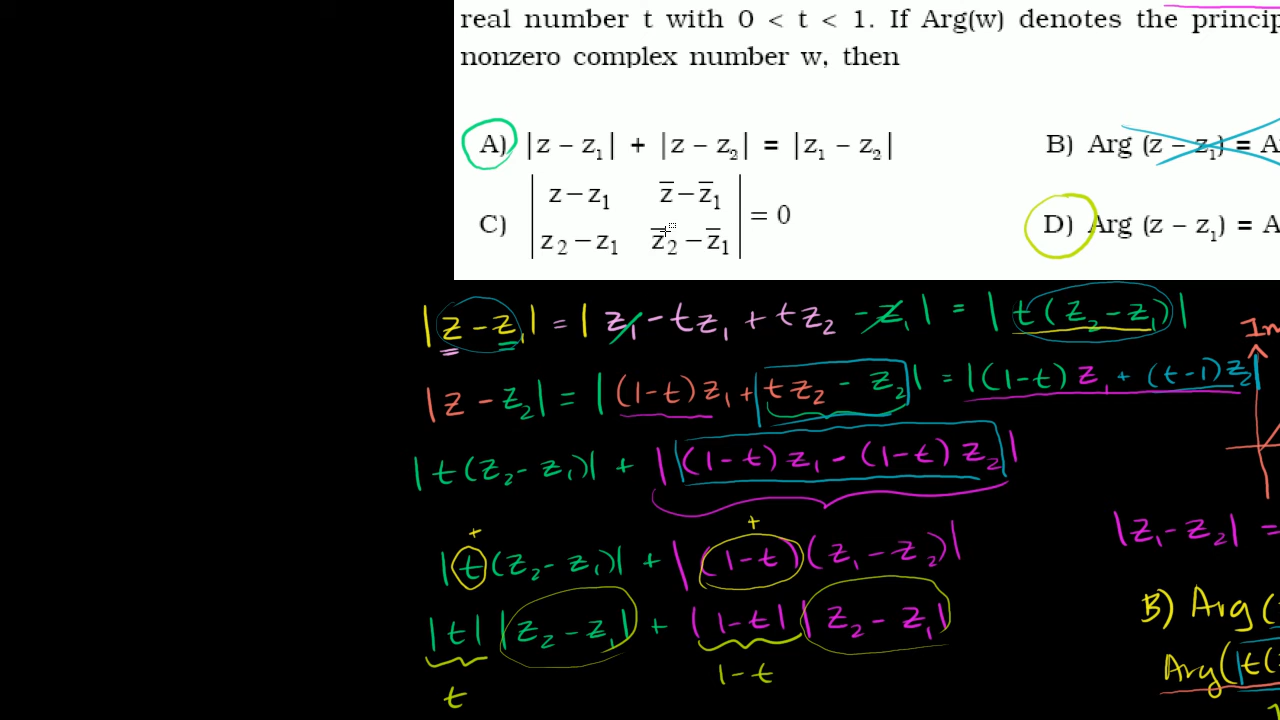 real number t with 0 < t < 1. If Arg(w) denotes the princip
nonzero complex number w, then
A) |z − z₁| + |z − z₂| = |z₁ − z₂|
B) Arg (z − z₁) = A
C) | z − z₁ z̅ − z̅₁ |
| z₂ − z₁ z̅₂ − z̅₁ | = 0
D) Arg (z − z₁) = A
|z − z₁| = | z₁ − tz₁ + tz₂ − z₁ | = | t(z₂ − z₁) |
Im
|z − z₂| = |(1−t)z₁ + tz₂ − z₂| = |(1−t) z₁ + (t−1) z₂|
|t(z₂ − z₁)| + |(1−t) z₁ − (1−t) z₂|
|z₁ − z₂| =
+ +
|t(z₂ − z₁)| + |(1−t)(z₁ − z₂)|
B) Arg(
|t| |z₂ − z₁| + |1−t| |z₂ − z₁|
Arg(t(
t 1−t